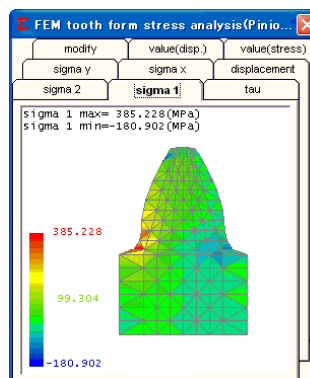 Σ FEM tooth form stress analysis(Pinio...
modify value(disp.) value(stress)
sigma y sigma x displacement
sigma 2 sigma 1 tau
sigma 1 max= 385.228(MPa)
sigma 1 min=-180.902(MPa)
385.228
99.304
-180.902